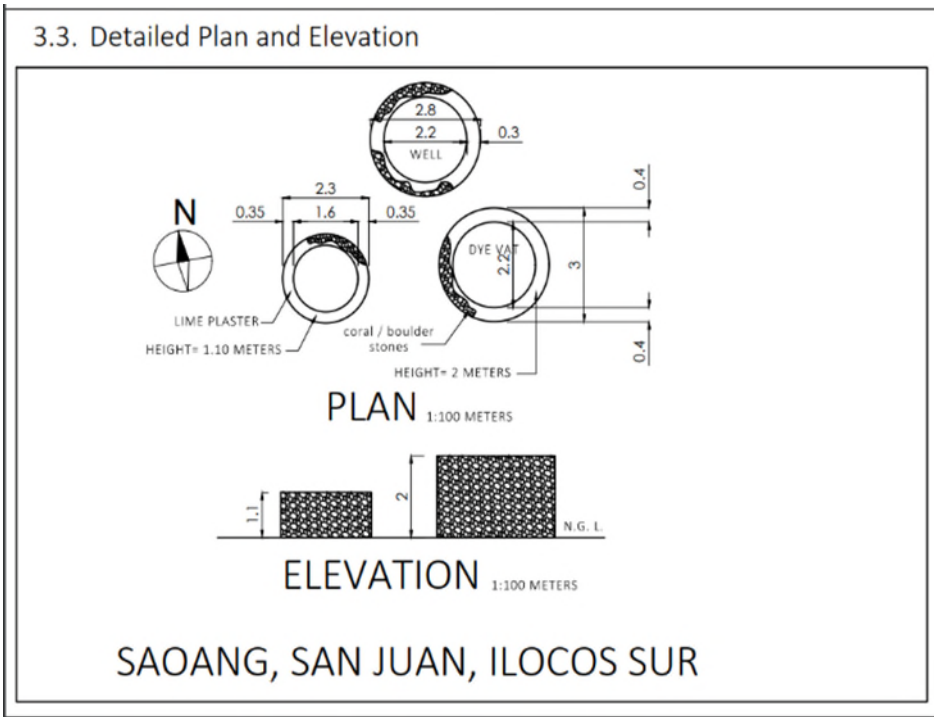 3.3. Detailed Plan and Elevation
2.8
2.2
0.3
WELL
2.3
0.35
1.6
0.35
N
0.4
DYE VAT
2.2
3
LIME PLASTER
coral / boulder
stones
HEIGHT= 1.10 METERS
0.4
HEIGHT= 2 METERS
PLAN 1:100 METERS
1.1
2
N.G. L.
ELEVATION 1:100 METERS
SAOANG, SAN JUAN, ILOCOS SUR